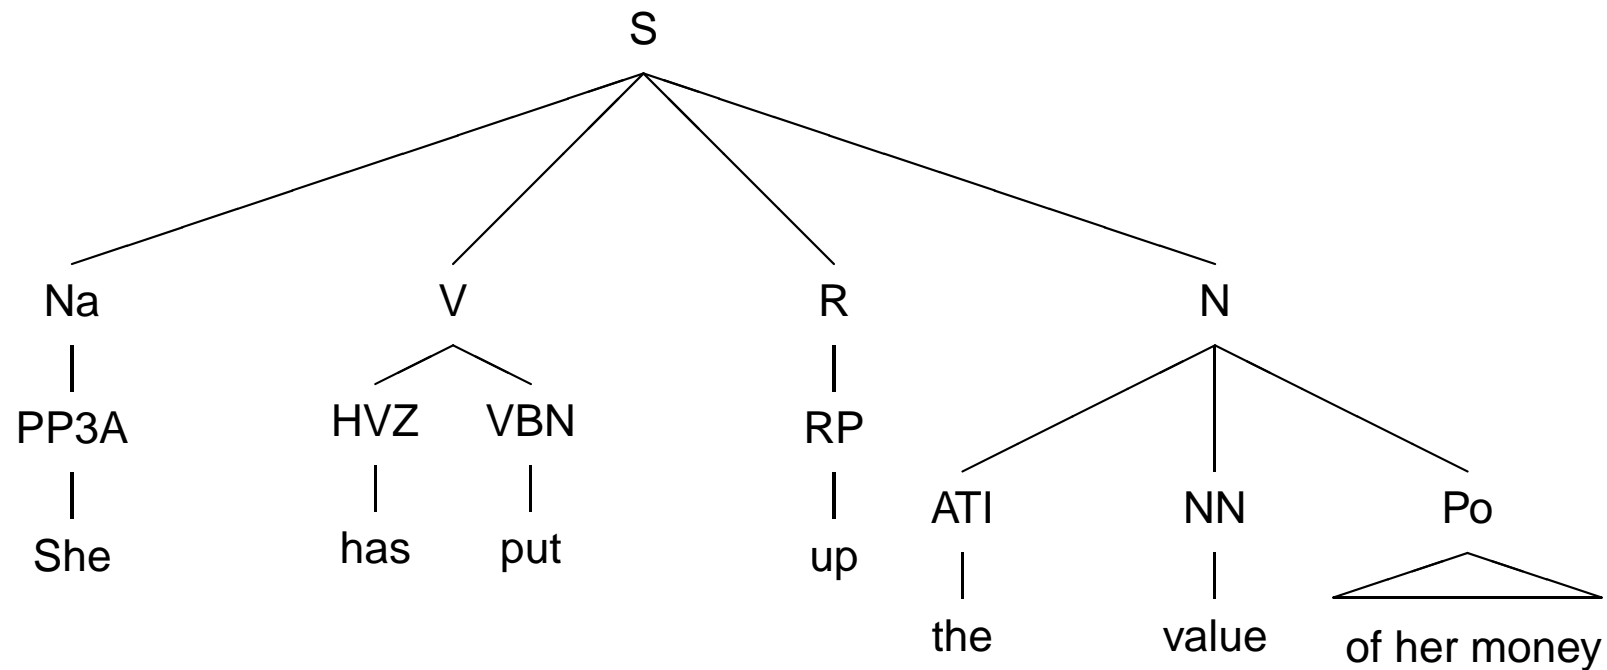 S
Na V R N
PP3A HVZ VBN RP
ATI NN Po
She has put up
the value of her money